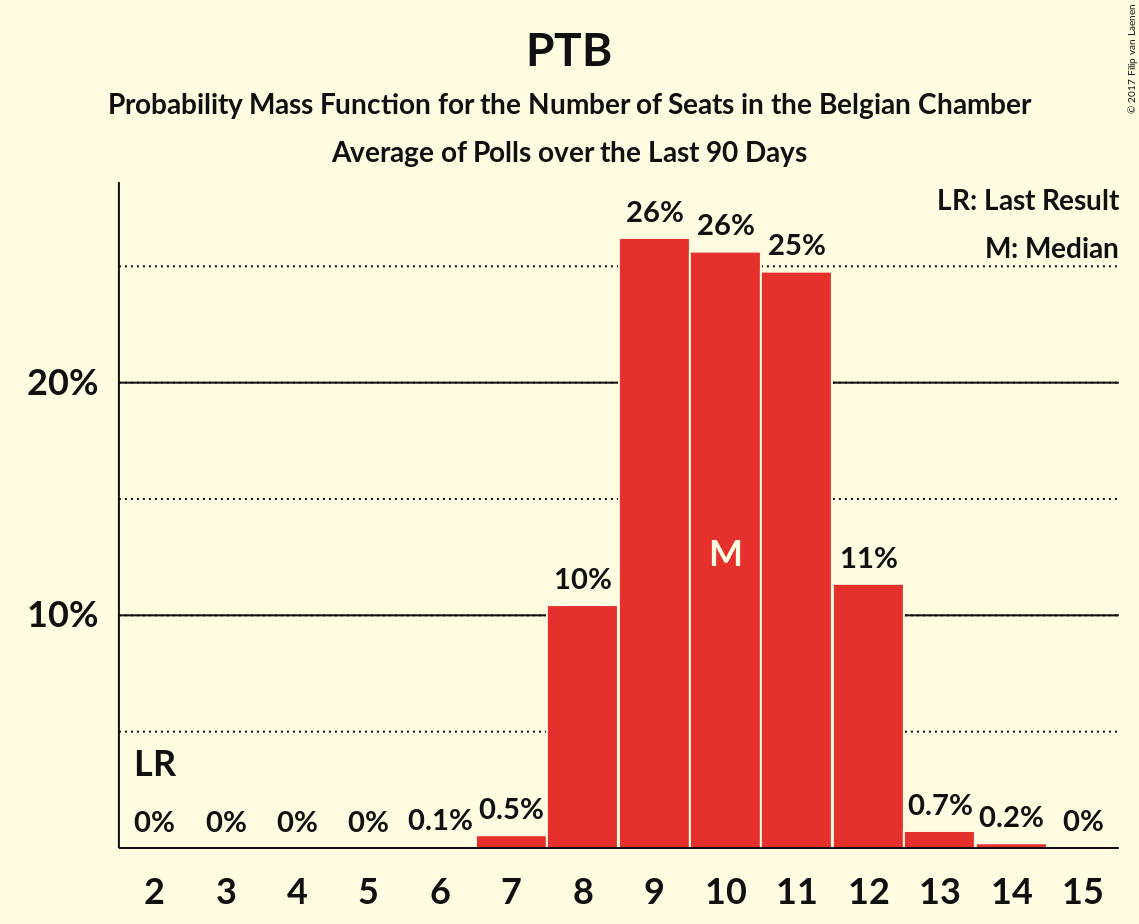 PTB
Probability Mass Function for the Number of Seats in the Belgian Chamber
Average of Polls over the Last 90 Days
© 2017 Filip van Laenen
LR: Last Result
M: Median
26%
26%
25%
20%
M
10%
11%
10%
LR
0%
0%
0%
0%
0.1%
0.5%
0.7%
0.2%
0%
2 3 4 5 6 7 8 9 10 11 12 13 14 15